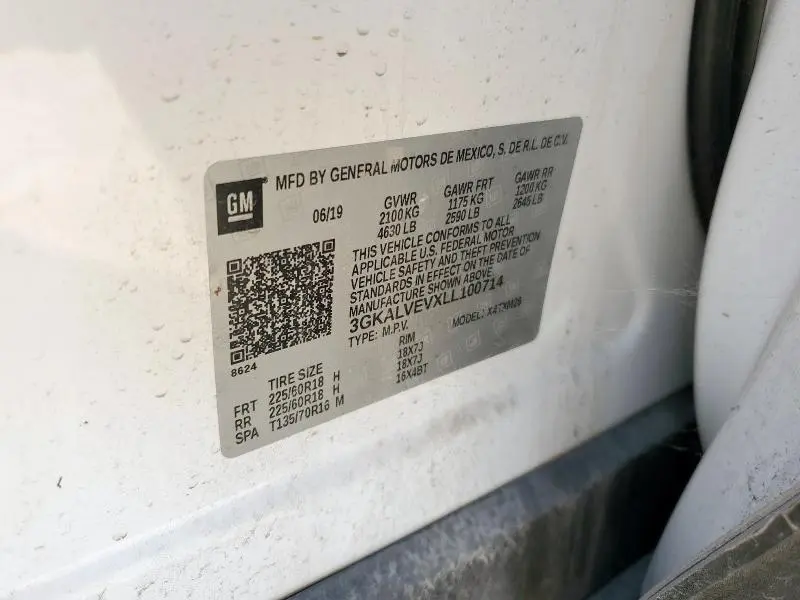 GM
MFD BY GENERAL MOTORS DE MEXICO, S. DE R.L. DE C.V.
06/19
GVWR GAWR FRT GAWR RR
2100 KG 1175 KG 1200 KG
4630 LB 2590 LB 2645 LB
THIS VEHICLE CONFORMS TO ALL
APPLICABLE U.S. FEDERAL MOTOR
VEHICLE SAFETY AND THEFT PREVENTION
STANDARDS IN EFFECT ON THE DATE OF
MANUFACTURE SHOWN ABOVE.
3GKALVEVXLL100714
TYPE: M.P.V. MODEL: X4TXM26
8624
TIRE SIZE RIM
FRT 225/60R18 H 18X7J
RR 225/60R18 H 18X7J
SPA T135/70R16 M 16X4BT